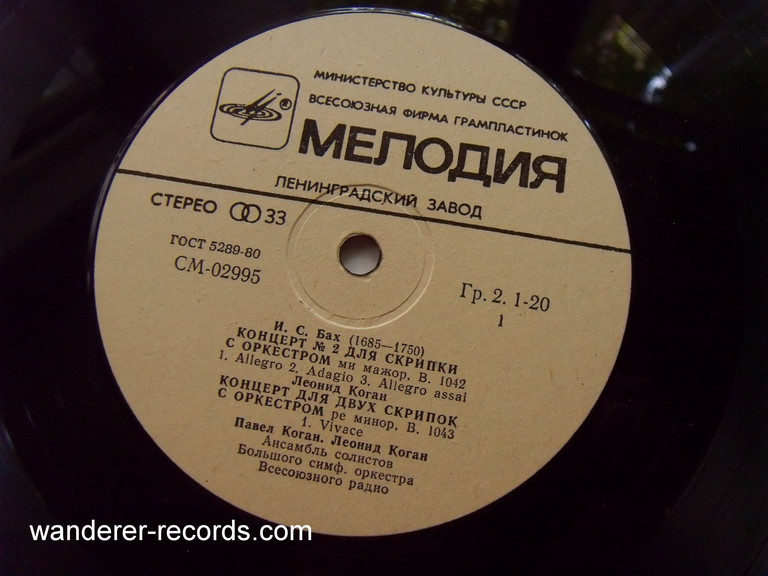 МИНИСТЕРСТВО КУЛЬТУРЫ СССР
ВСЕСОЮЗНАЯ ФИРМА ГРАМПЛАСТИНОК
®
МЕЛОДИЯ
ЛЕНИНГРАДСКИЙ ЗАВОД
СТЕРЕО 33
ГОСТ 5289-80
СМ-02995
Гр. 2. 1-20
1
И. С. Бах (1685—1750)
КОНЦЕРТ № 2 ДЛЯ СКРИПКИ
С ОРКЕСТРОМ ми мажор, В. 1042
1. Allegro 2. Adagio 3. Allegro assai
Леонид Коган
КОНЦЕРТ ДЛЯ ДВУХ СКРИПОК
С ОРКЕСТРОМ ре минор, В. 1043
1. Vivace
Павел Коган, Леонид Коган
Ансамбль солистов
Большого симф. оркестра
Всесоюзного радио
wanderer-records.com